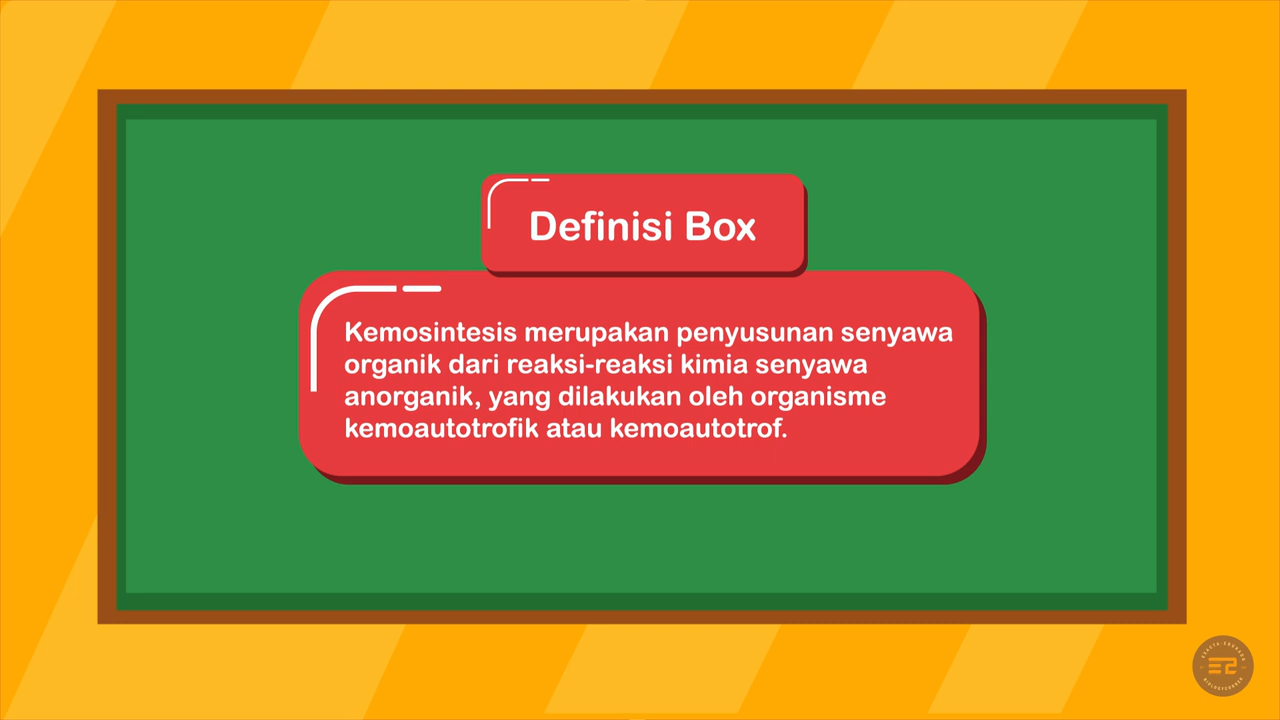 Definisi Box
Kemosintesis merupakan penyusunan senyawa
organik dari reaksi-reaksi kimia senyawa
anorganik, yang dilakukan oleh organisme
kemoautotrofik atau kemoautotrof.